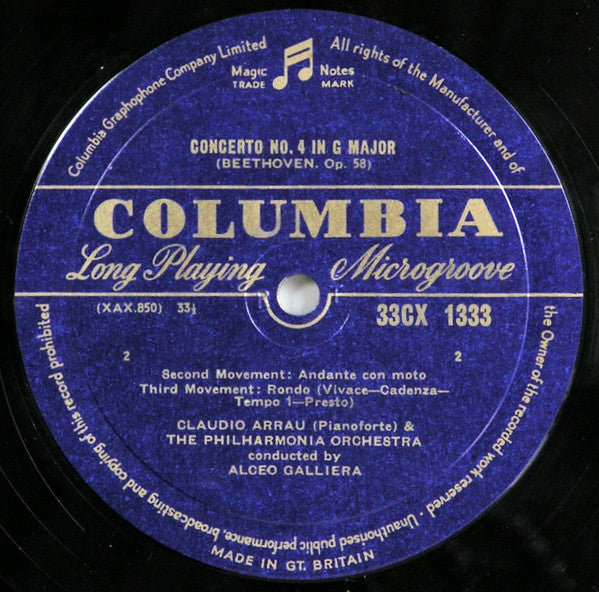 Columbia Graphophone Company Limited
All rights of the Manufacturer and of
the Owner of the recorded work reserved - Unauthorised public performance, broadcasting and copying of this record prohibited
Magic Notes
TRADE MARK
CONCERTO NO. 4 IN G MAJOR
(BEETHOVEN. Op. 58)
COLUMBIA
Long Playing Microgroove
(XAX.850) 33⅓
33CX 1333
2 2
Second Movement: Andante con moto
Third Movement: Rondo (Vivace—Cadenza—
Tempo 1—Presto)
CLAUDIO ARRAU (Pianoforte) &
THE PHILHARMONIA ORCHESTRA
conducted by
ALCEO GALLIERA
MADE IN GT. BRITAIN